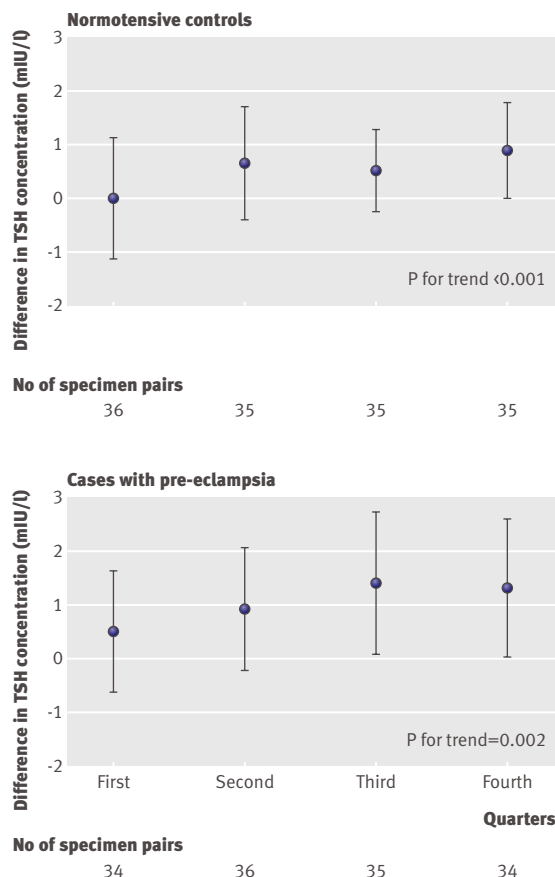 Normotensive controls
Difference in TSH concentration (mIU/l)
3
2
1
0
-1
-2
P for trend <0.001
No of specimen pairs
36 35 35 35
Cases with pre-eclampsia
Difference in TSH concentration (mIU/l)
3
2
1
0
-1
-2
P for trend=0.002
First Second Third Fourth
Quarters
No of specimen pairs
34 36 35 34